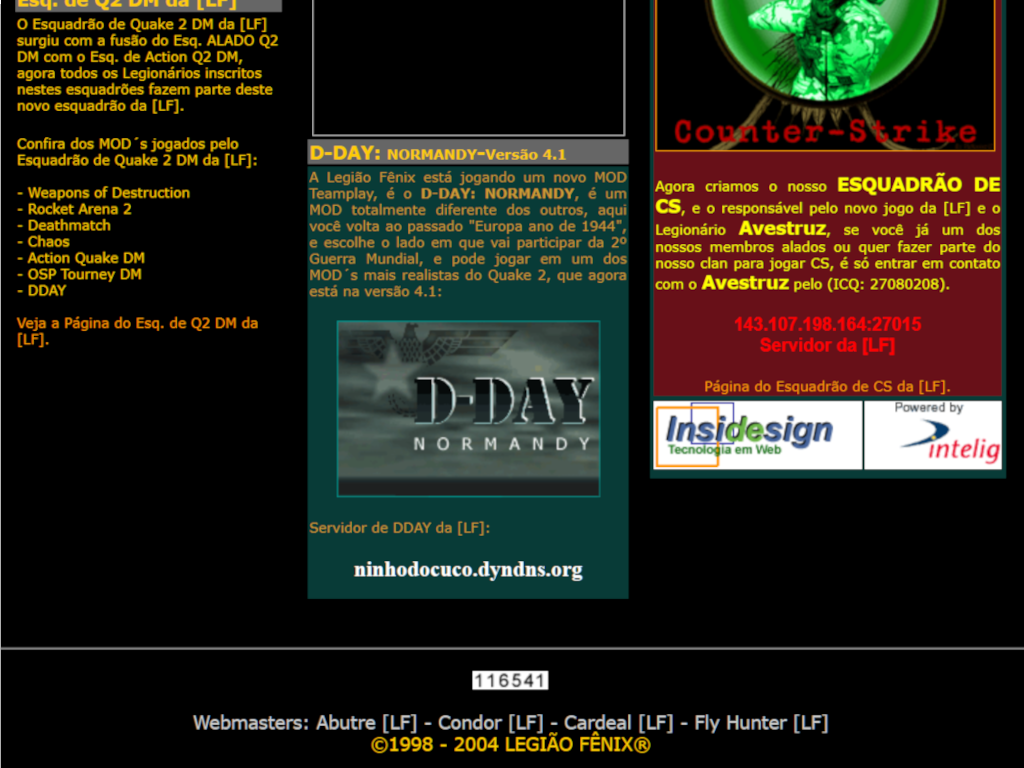 Esq. de Q2 DM da [LF]
O Esquadrão de Quake 2 DM da [LF]
surgiu com a fusão do Esq. ALADO Q2
DM com o Esq. de Action Q2 DM,
agora todos os Legionários inscritos
nestes esquadrões fazem parte deste
novo esquadrão da [LF].
Confira dos MOD´s jogados pelo
Esquadrão de Quake 2 DM da [LF]:
- Weapons of Destruction
- Rocket Arena 2
- Deathmatch
- Chaos
- Action Quake DM
- OSP Tourney DM
- DDAY
Veja a Página do Esq. de Q2 DM da
[LF].
D-DAY: NORMANDY-Versão 4.1
A Legião Fênix está jogando um novo MOD
Teamplay, é o D-DAY: NORMANDY, é um
MOD totalmente diferente dos outros, aqui
você volta ao passado "Europa ano de 1944",
e escolhe o lado em que vai participar da 2º
Guerra Mundial, e pode jogar em um dos
MOD´s mais realistas do Quake 2, que agora
está na versão 4.1:
D-DAY
NORMANDY
Servidor de DDAY da [LF]:
ninhodocuco.dyndns.org
Counter-Strike
Agora criamos o nosso ESQUADRÃO DE
CS, e o responsável pelo novo jogo da [LF] e o
Legionário Avestruz, se você já um dos
nossos membros alados ou quer fazer parte do
nosso clan para jogar CS, é só entrar em contato
com o Avestruz pelo (ICQ: 27080208).
143.107.198.164:27015
Servidor da [LF]
Página do Esquadrão de CS da [LF].
Insidesign
Tecnologia em Web
Powered by
intelig
116541
Webmasters: Abutre [LF] - Condor [LF] - Cardeal [LF] - Fly Hunter [LF]
©1998 - 2004 LEGIÃO FÊNIX®